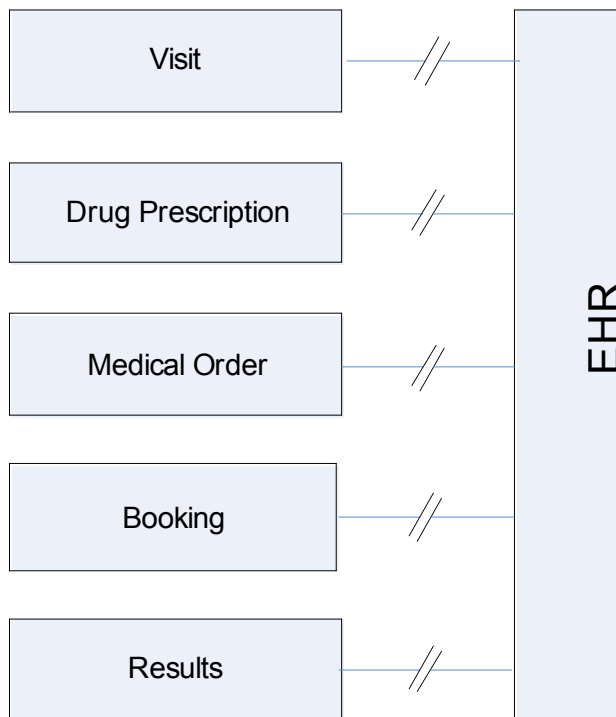 Visit
Drug Prescription
Medical Order
Booking
Results
EHR